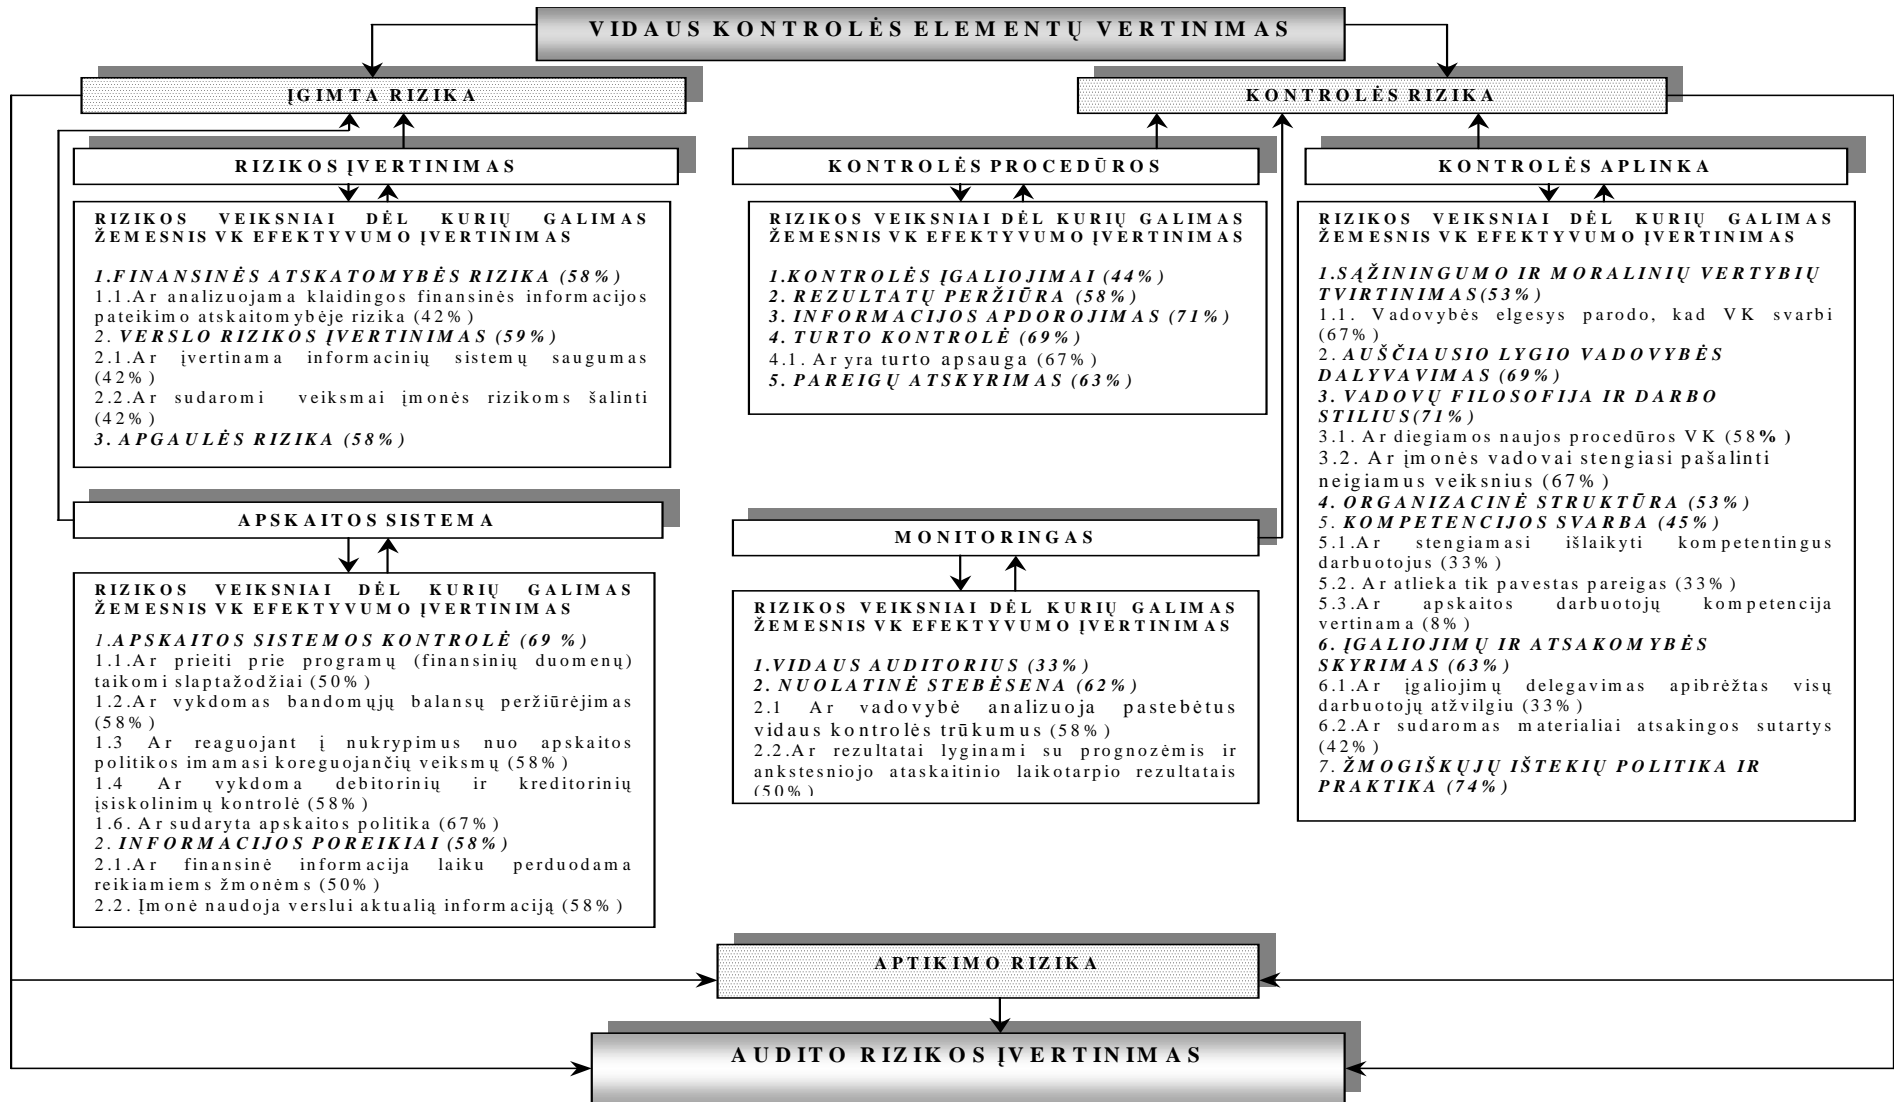 VIDAUS KONTROLĖS ELEMENTŲ VERTINIMAS
ĮGIMTA RIZIKA
KONTROLĖS RIZIKA
RIZIKOS ĮVERTINIMAS
RIZIKOS VEIKSNIAI DĖL KURIŲ GALIMAS
ŽEMESNIS VK EFEKTYVUMO ĮVERTINIMAS
1.FINANSINĖS ATSKATOMYBĖS RIZIKA (58%)
1.1.Ar analizuojama klaidingos finansinės informacijos
pateikimo atskaitomybėje rizika (42%)
2. VERSLO RIZIKOS ĮVERTINIMAS (59%)
2.1.Ar įvertinama informacinių sistemų saugumas
(42%)
2.2.Ar sudaromi veiksmai įmonės rizikoms šalinti
(42%)
3. APGAULĖS RIZIKA (58%)
APSKAITOS SISTEMA
RIZIKOS VEIKSNIAI DĖL KURIŲ GALIMAS
ŽEMESNIS VK EFEKTYVUMO ĮVERTINIMAS
1.APSKAITOS SISTEMOS KONTROLĖ (69 %)
1.1.Ar prieiti prie programų (finansinių duomenų)
taikomi slaptažodžiai (50%)
1.2.Ar vykdomas bandomųjų balansų peržiūrėjimas
(58%)
1.3 Ar reaguojant į nukrypimus nuo apskaitos
politikos imamasi koreguojančių veiksmų (58%)
1.4 Ar vykdoma debitorinių ir kreditorinių
įsiskolinimų kontrolė (58%)
1.6. Ar sudaryta apskaitos politika (67%)
2. INFORMACIJOS POREIKIAI (58%)
2.1.Ar finansinė informacija laiku perduodama
reikiamiems žmonėms (50%)
2.2. Įmonė naudoja verslui aktualią informaciją (58%)
KONTROLĖS PROCEDŪROS
RIZIKOS VEIKSNIAI DĖL KURIŲ GALIMAS
ŽEMESNIS VK EFEKTYVUMO ĮVERTINIMAS
1.KONTROLĖS ĮGALIOJIMAI (44%)
2. REZULTATŲ PERŽIŪRA (58%)
3. INFORMACIJOS APDOROJIMAS (71%)
4. TURTO KONTROLĖ (69%)
4.1. Ar yra turto apsauga (67%)
5. PAREIGŲ ATSKYRIMAS (63%)
MONITORINGAS
RIZIKOS VEIKSNIAI DĖL KURIŲ GALIMAS
ŽEMESNIS VK EFEKTYVUMO ĮVERTINIMAS
1.VIDAUS AUDITORIUS (33%)
2. NUOLATINĖ STEBĖSENA (62%)
2.1 Ar vadovybė analizuoja pastebėtus
vidaus kontrolės trūkumus (58%)
2.2.Ar rezultatai lyginami su prognozėmis ir
ankstesniojo ataskaitinio laikotarpio rezultatais
(50%)
KONTROLĖS APLINKA
RIZIKOS VEIKSNIAI DĖL KURIŲ GALIMAS
ŽEMESNIS VK EFEKTYVUMO ĮVERTINIMAS
1.SĄŽININGUMO IR MORALINIŲ VERTYBIŲ
TVIRTINIMAS(53%)
1.1. Vadovybės elgesys parodo, kad VK svarbi
(67%)
2. AUŠČIAUSIO LYGIO VADOVYBĖS
DALYVAVIMAS (69%)
3. VADOVŲ FILOSOFIJA IR DARBO
STILIUS(71%)
3.1. Ar diegiamos naujos procedūros VK (58% )
3.2. Ar įmonės vadovai stengiasi pašalinti
neigiamus veiksnius (67%)
4. ORGANIZACINĖ STRUKTŪRA (53%)
5. KOMPETENCIJOS SVARBA (45%)
5.1.Ar stengiamasi išlaikyti kompetentingus
darbuotojus (33%)
5.2. Ar atlieka tik pavestas pareigas (33%)
5.3.Ar apskaitos darbuotojų kompetencija
vertinama (8%)
6. ĮGALIOJIMŲ IR ATSAKOMYBĖS
SKYRIMAS (63%)
6.1.Ar įgaliojimų delegavimas apibrėžtas visų
darbuotojų atžvilgiu (33%)
6.2.Ar sudaromas materialiai atsakingos sutartys
(42%)
7. ŽMOGIŠKŲJŲ IŠTEKIŲ POLITIKA IR
PRAKTIKA (74%)
APTIKIMO RIZIKA
AUDITO RIZIKOS ĮVERTINIMAS